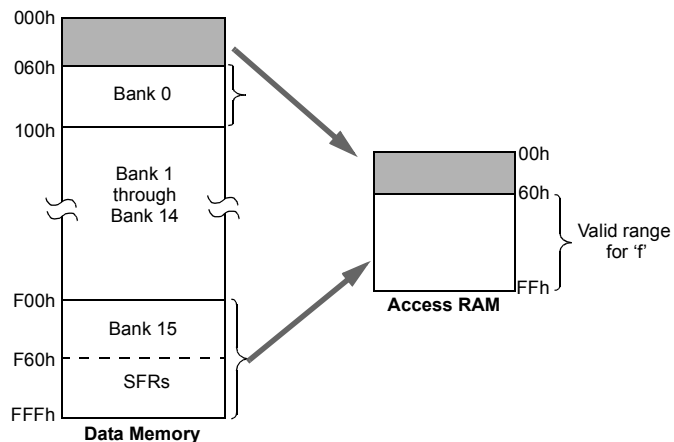 000h
060h
Bank 0
100h
Bank 1
through
Bank 14
F00h
Bank 15
F60h
SFRs
FFFh
Data Memory
00h
60h
Valid range
for ‘f’
FFh
Access RAM